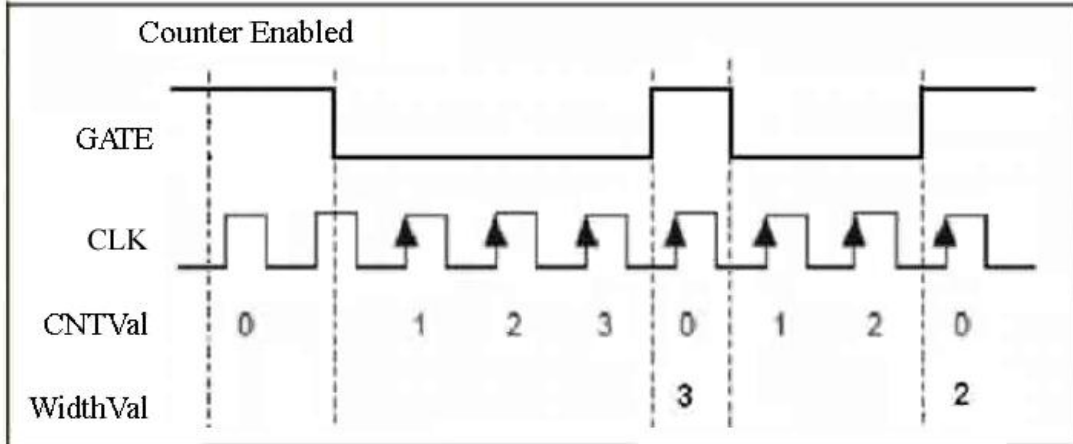 Counter Enabled
GATE
CLK
CNTVal 0 1 2 3 0 1 2 0
WidthVal 3 2